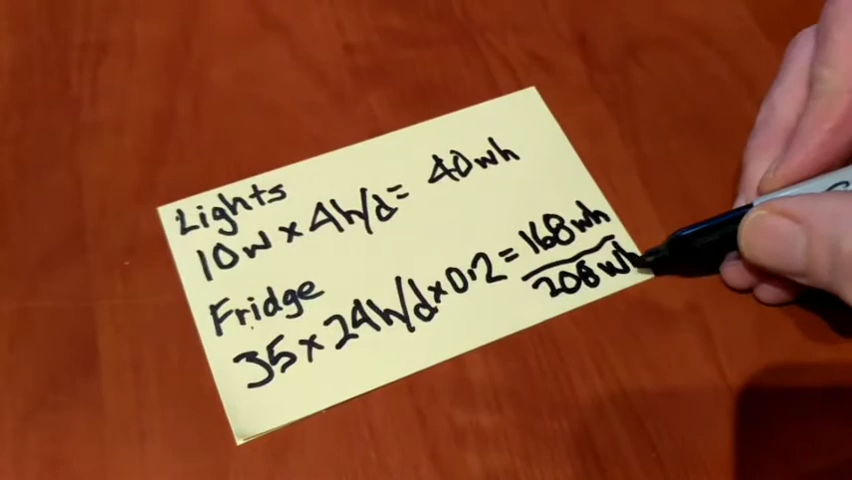 Lights
10w x 4h/d = 40wh
Fridge
35 x 24h/d x 0.2 = 168wh
208wh